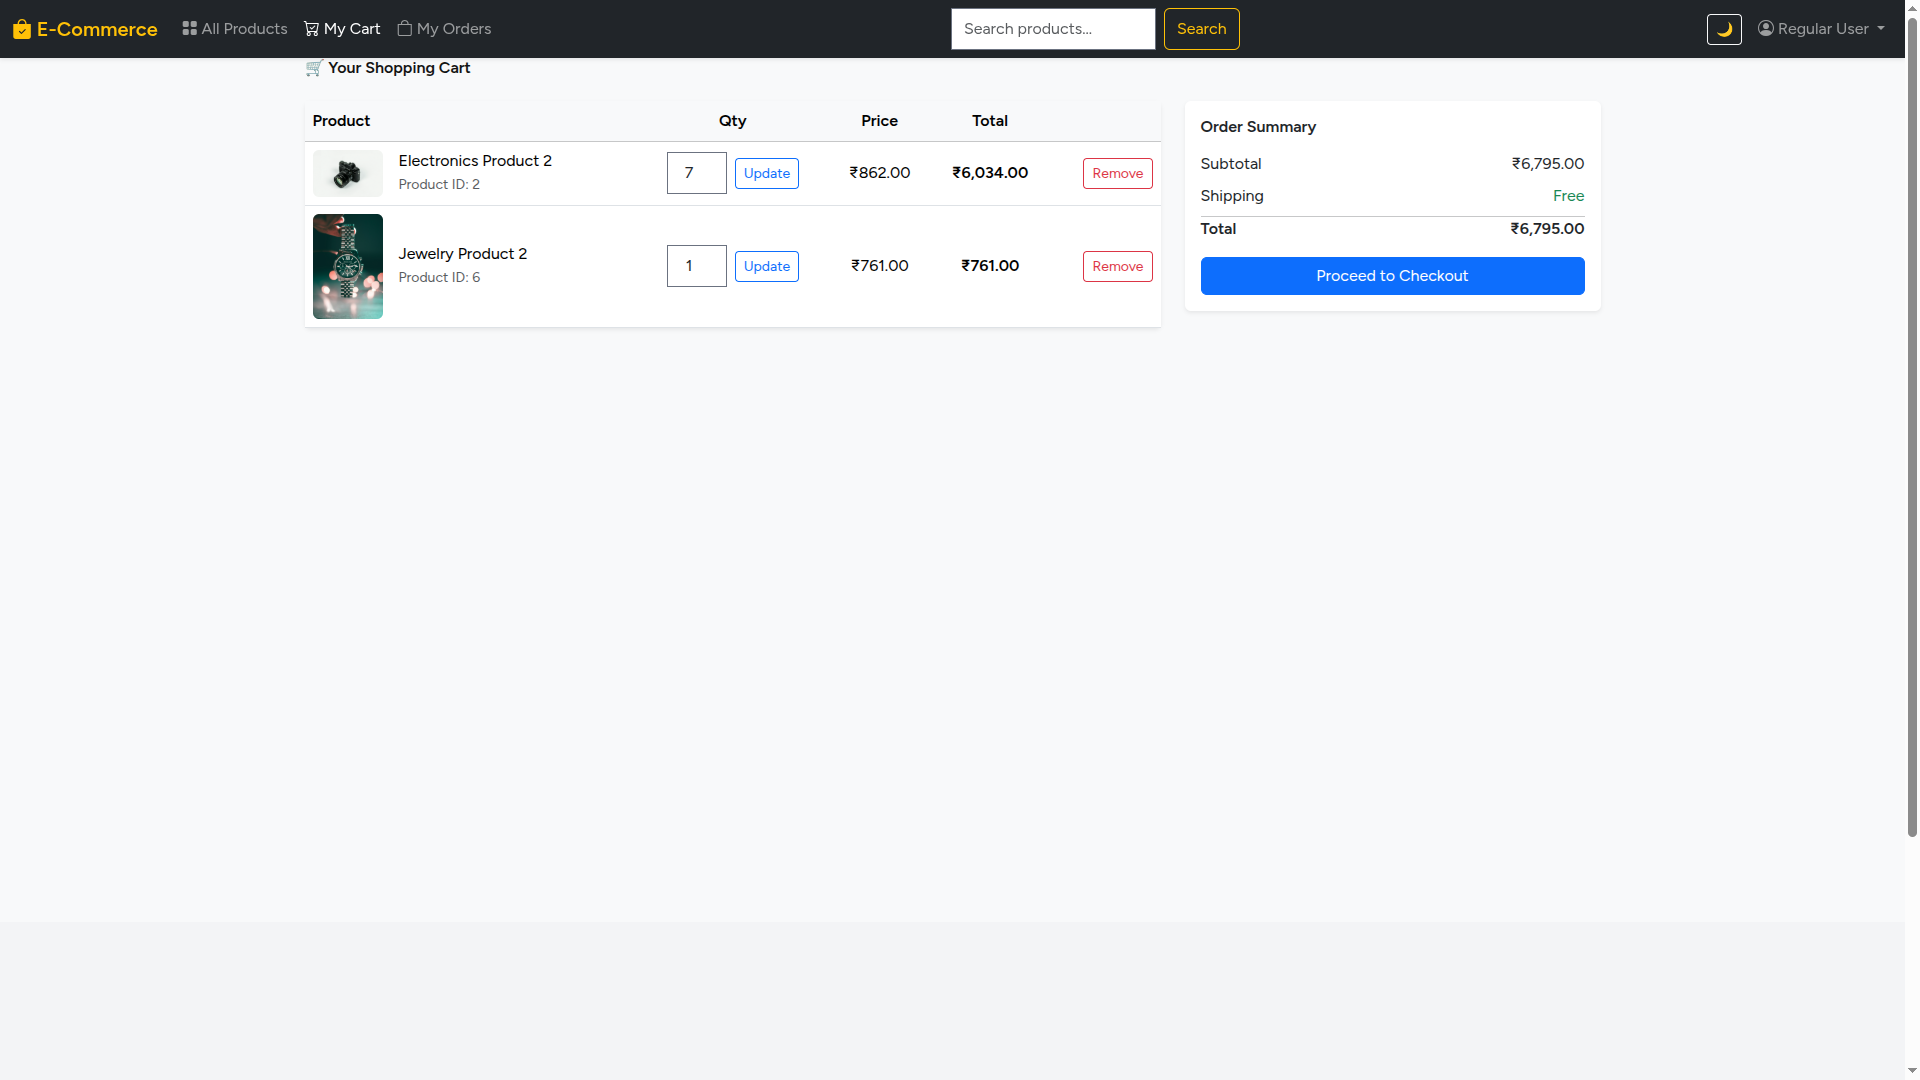 E-Commerce All Products My Cart My Orders Search products... Search Regular User
Your Shopping Cart
Product Qty Price Total
Electronics Product 2
Product ID: 2
7 Update ₹862.00 ₹6,034.00 Remove
Jewelry Product 2
Product ID: 6
1 Update ₹761.00 ₹761.00 Remove
Order Summary
Subtotal ₹6,795.00
Shipping Free
Total ₹6,795.00
Proceed to Checkout